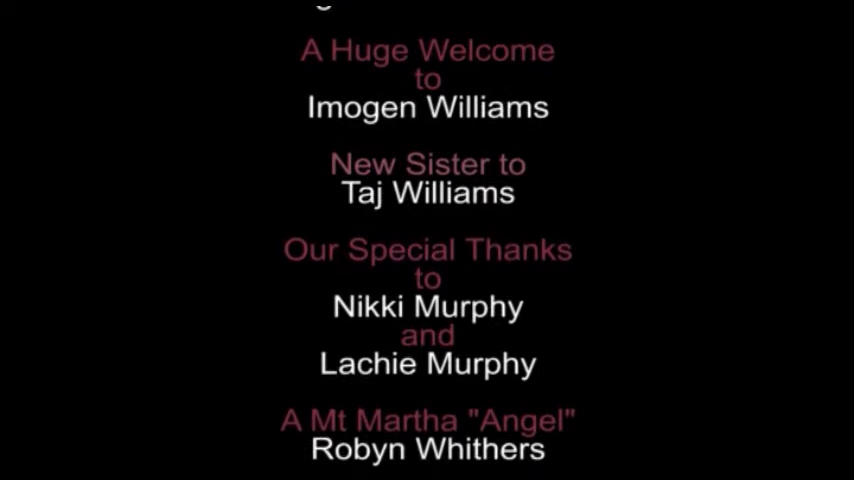 A Huge Welcome
to
Imogen Williams
New Sister to
Taj Williams
Our Special Thanks
to
Nikki Murphy
and
Lachie Murphy
A Mt Martha "Angel"
Robyn Whithers